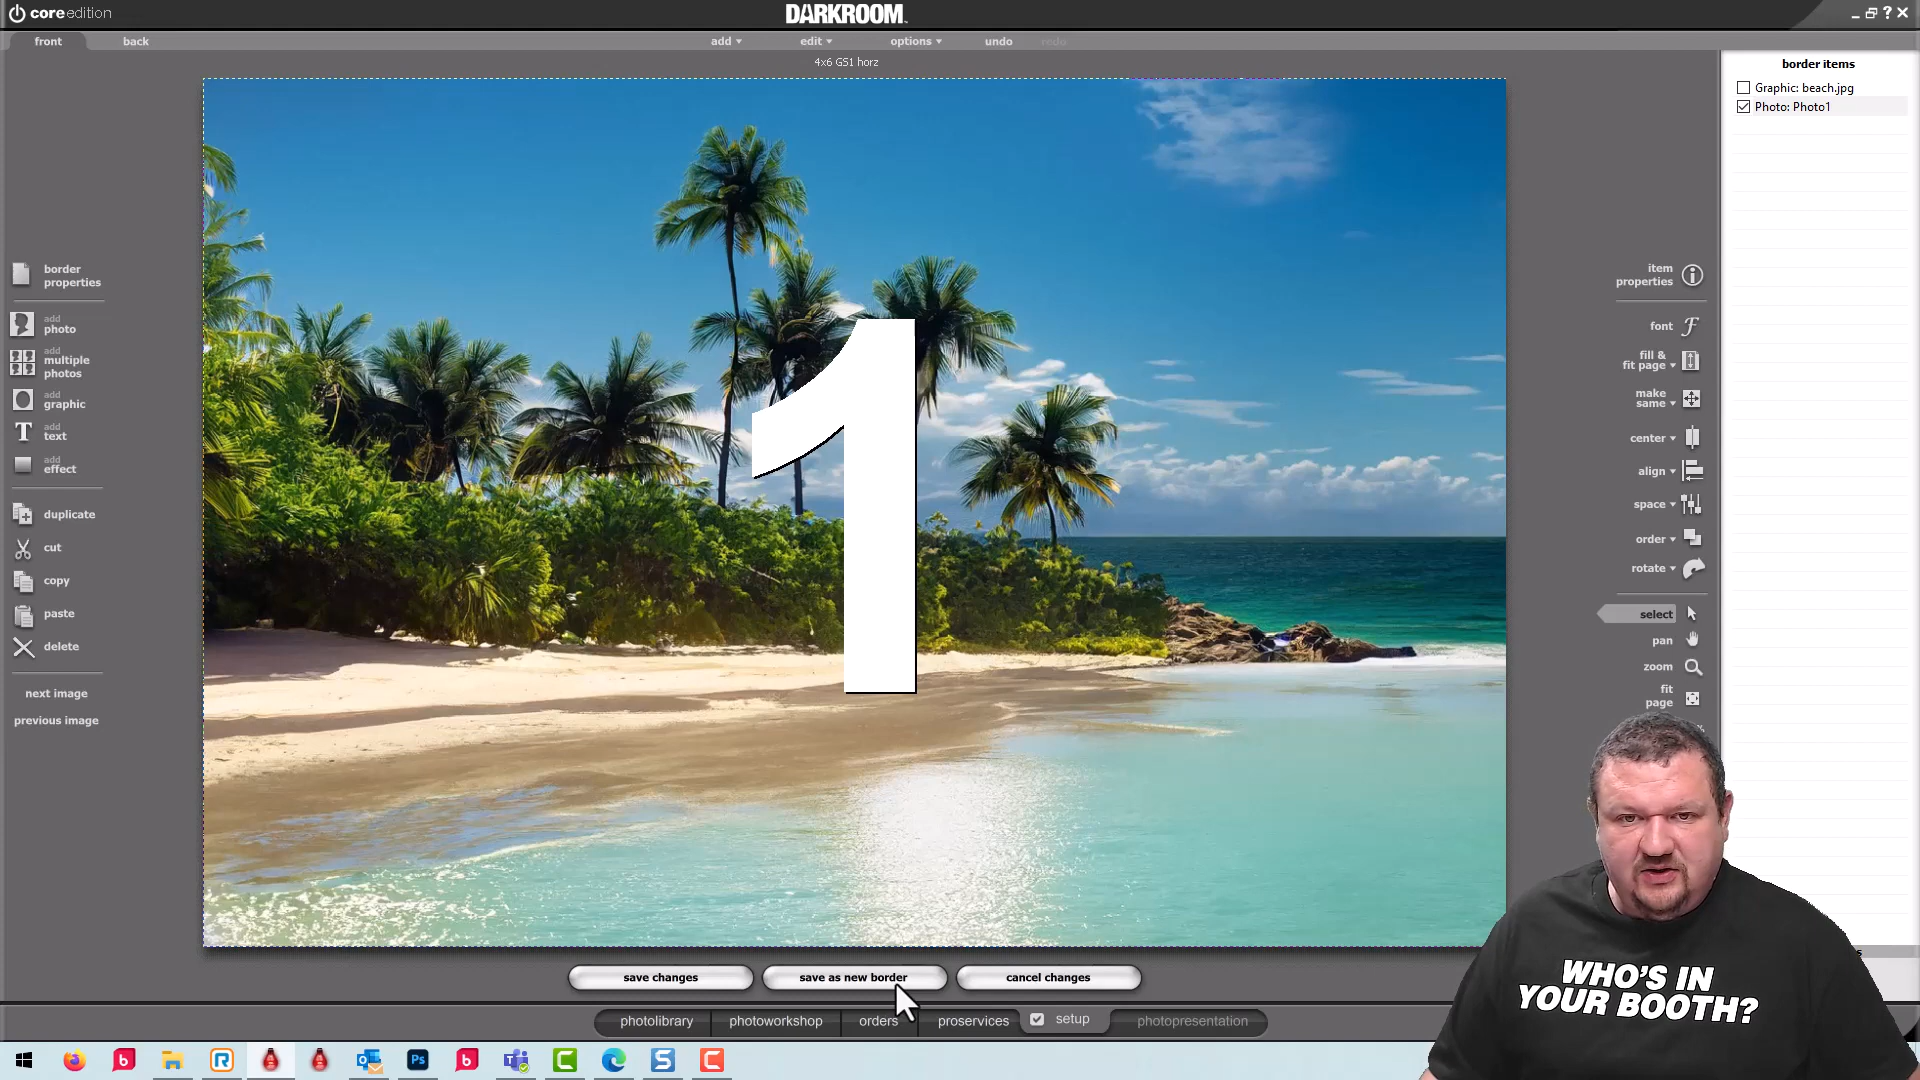 coreedition
DARKROOM
front
back
add
edit
options
undo
redo
4x6 GS1 horz
border items
Graphic: beach.jpg
Photo: Photo1
border
properties
add
photo
add
multiple
photos
add
graphic
T add
text
add
effect
duplicate
cut
copy
paste
delete
next image
previous image
1
item
properties
font
fill &
fit page
make
same
center
align
space
order
rotate
select
pan
zoom
fit
page
save changes
save as new border
cancel changes
photolibrary
photoworkshop
orders
proservices
setup
photopresentation
WHO'S IN
YOUR BOOTH?